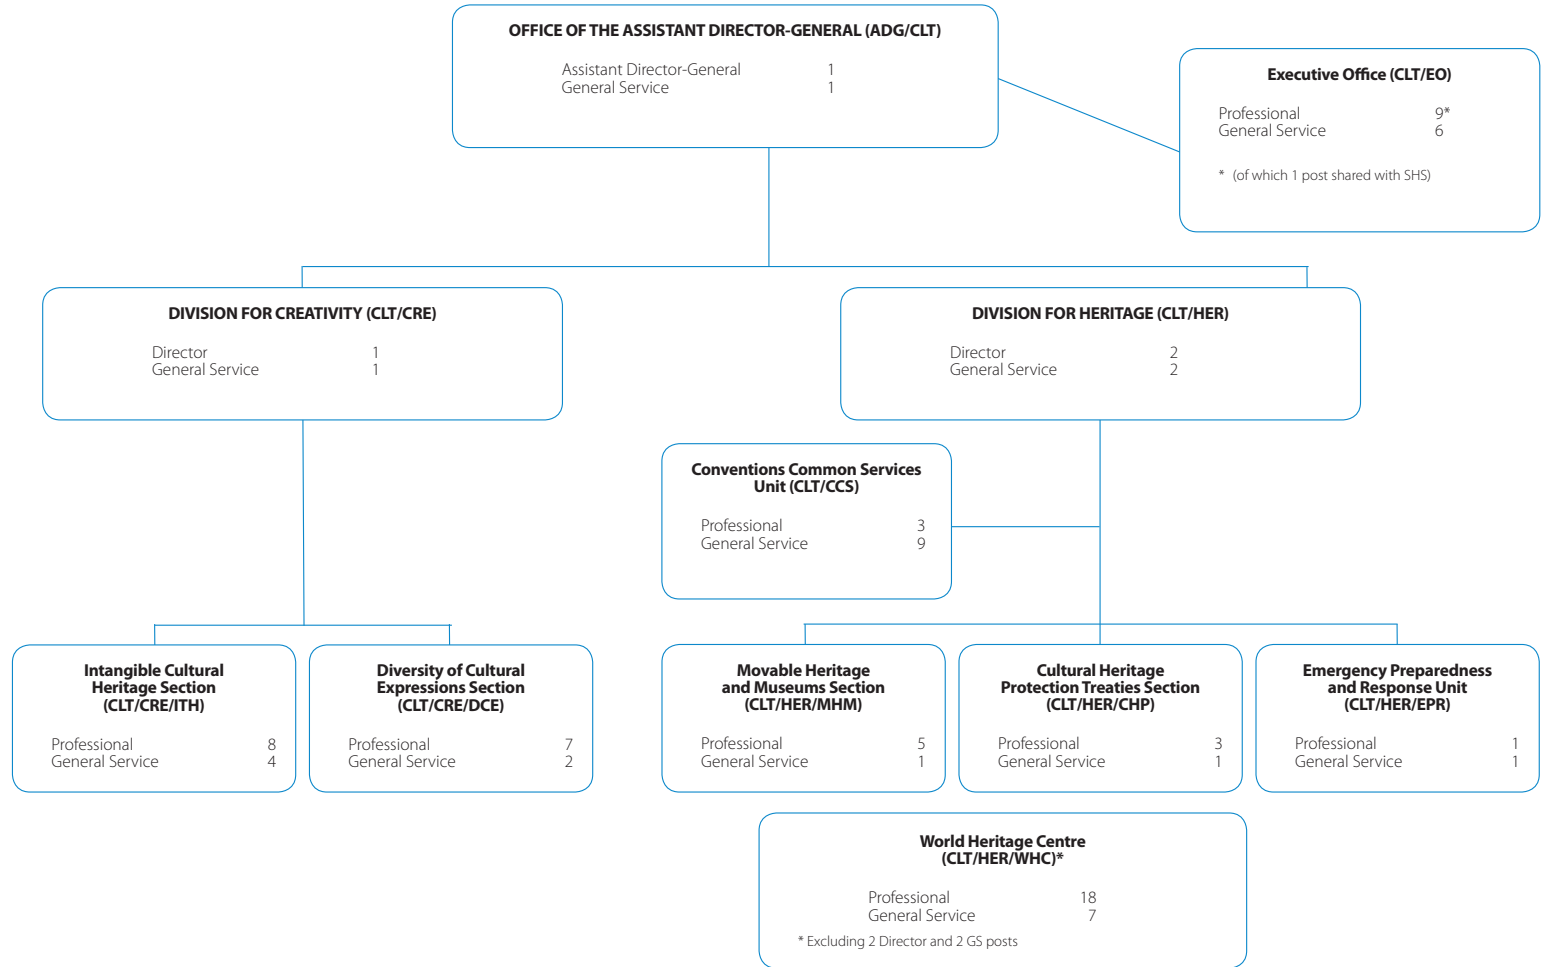 OFFICE OF THE ASSISTANT DIRECTOR-GENERAL (ADG/CLT)
Assistant Director-General 1
General Service 1
Executive Office (CLT/EO)
Professional 9*
General Service 6
* (of which 1 post shared with SHS)
DIVISION FOR CREATIVITY (CLT/CRE)
Director 1
General Service 1
DIVISION FOR HERITAGE (CLT/HER)
Director 2
General Service 2
Conventions Common Services
Unit (CLT/CCS)
Professional 3
General Service 9
Intangible Cultural
Heritage Section
(CLT/CRE/ITH)
Professional 8
General Service 4
Diversity of Cultural
Expressions Section
(CLT/CRE/DCE)
Professional 7
General Service 2
Movable Heritage
and Museums Section
(CLT/HER/MHM)
Professional 5
General Service 1
Cultural Heritage
Protection Treaties Section
(CLT/HER/CHP)
Professional 3
General Service 1
Emergency Preparedness
and Response Unit
(CLT/HER/EPR)
Professional 1
General Service 1
World Heritage Centre
(CLT/HER/WHC)*
Professional 18
General Service 7
* Excluding 2 Director and 2 GS posts